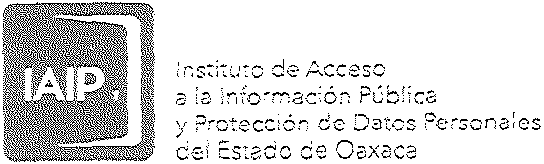 IAIP.
Instituto de Acceso
a la Información Pública
y Protección de Datos Personales
del Estado de Oaxaca